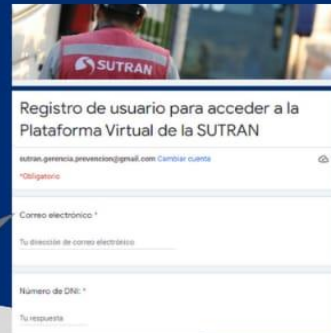 SUTRAN
Registro de usuario para acceder a la
Plataforma Virtual de la SUTRAN
sutran.gerencia.prevencion@gmail.com Cambiar cuenta
*Obligatorio
Correo electrónico *
Tu dirección de correo electrónico
Número de DNI: *
Tu respuesta